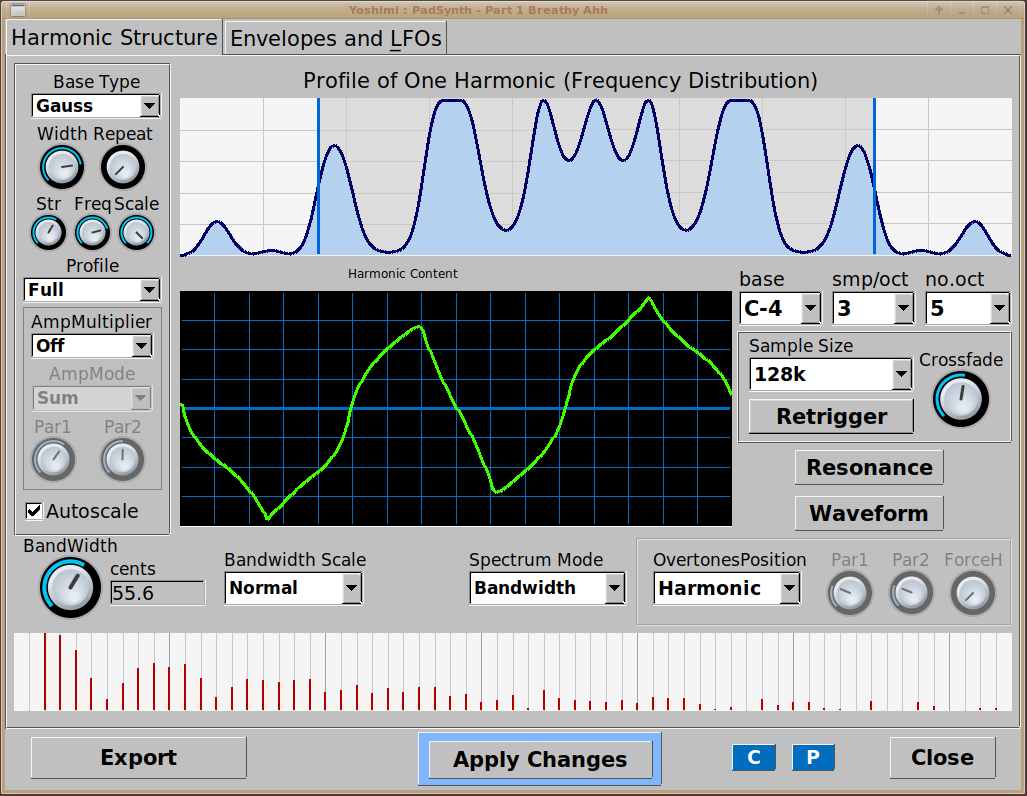 Yoshimi : PadSynth - Part 1 Breathy Ahh
Harmonic Structure
Envelopes and LFOs
Base Type
Gauss
Width Repeat
Str Freq Scale
Profile
Full
AmpMultiplier
Off
AmpMode
Sum
Par1 Par2
Autoscale
Profile of One Harmonic (Frequency Distribution)
Harmonic Content
base smp/oct no.oct
C-4 3 5
Sample Size
128k
Crossfade
Retrigger
Resonance
Waveform
BandWidth
cents
55.6
Bandwidth Scale
Normal
Spectrum Mode
Bandwidth
OvertonesPosition
Harmonic
Par1 Par2 ForceH
Export
Apply Changes
C
P
Close